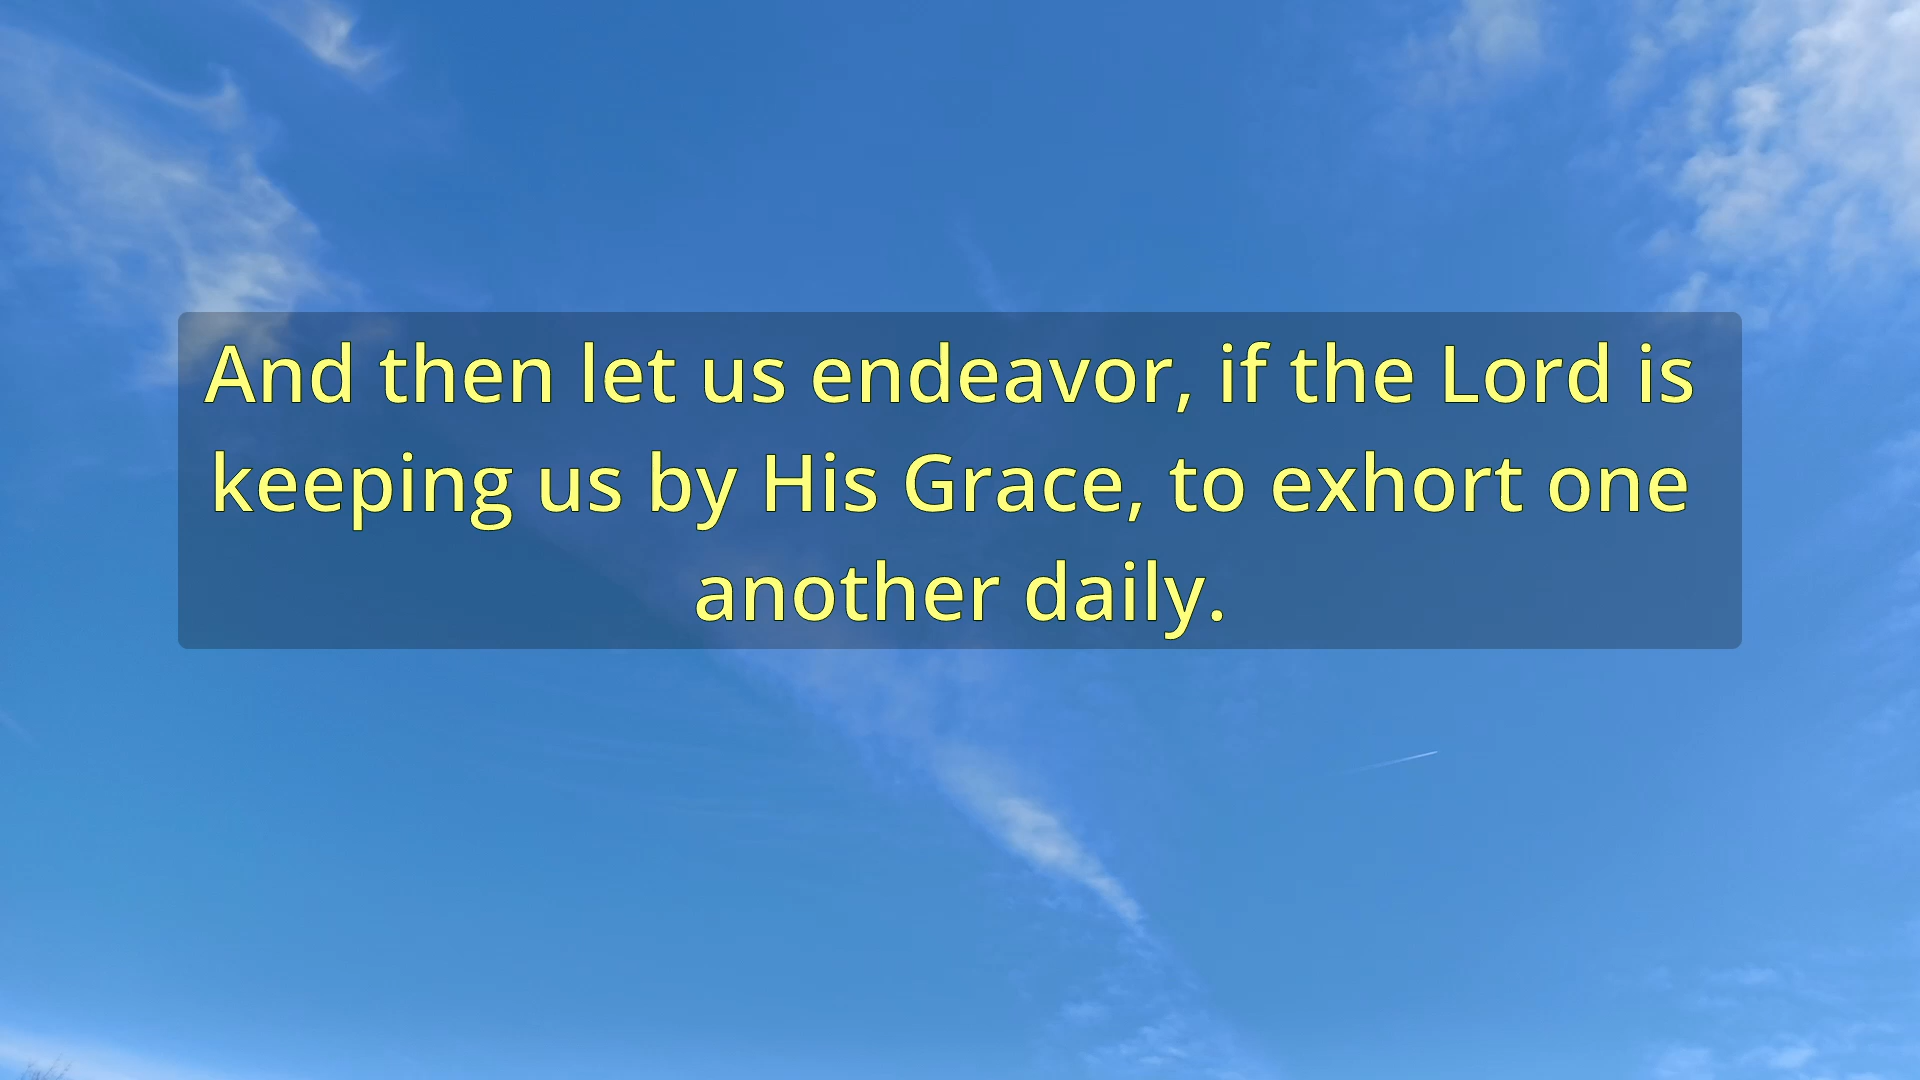 And then let us endeavor, if the Lord is
keeping us by His Grace, to exhort one
another daily.